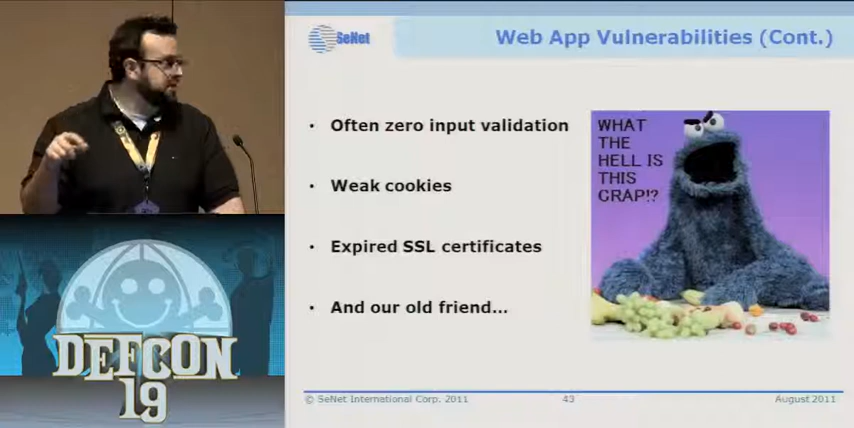 SeNet
Web App Vulnerabilities (Cont.)
• Often zero input validation
• Weak cookies
• Expired SSL certificates
• And our old friend...
WHAT
THE
HELL IS
THIS
CRAP!?
DEFCON
19
© SeNet International Corp. 2011
43
August 2011